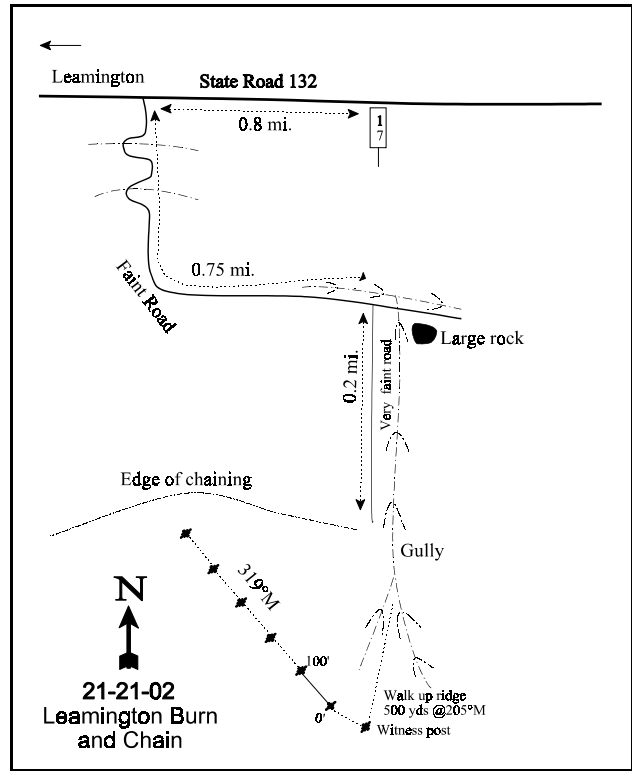 Leamington
State Road 132
0.8 mi.
1
7
0.75 mi.
Faint Road
Large rock
0.2 mi.
Very faint road
Edge of chaining
Gully
319°M
N
100'
0'
21-21-02
Leamington Burn
and Chain
Walk up ridge
500 yds @205°M
Witness post